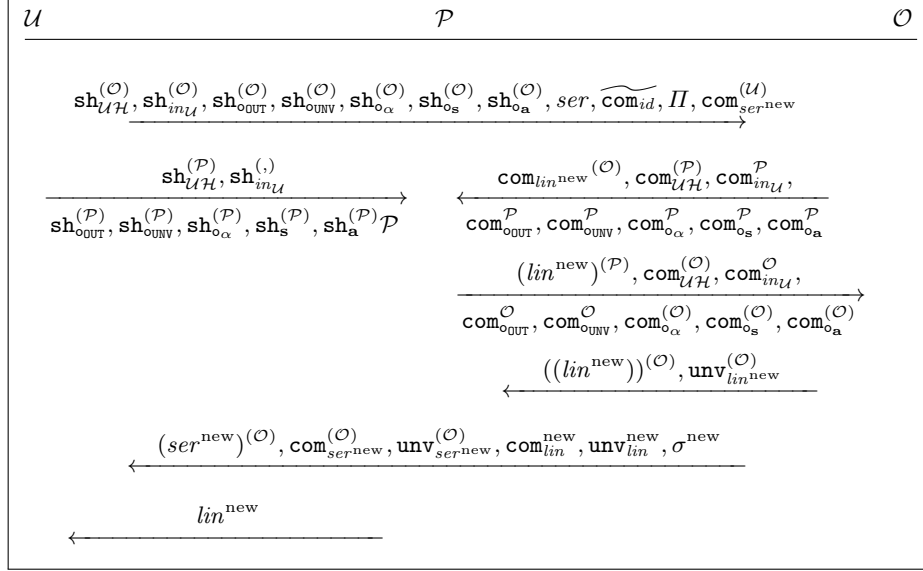 𝒰 𝒫 𝒪
sh_{𝒰ℋ}^{(𝒪)}, sh_{in_𝒰}^{(𝒪)}, sh_{o_OUT}^{(𝒪)}, sh_{o_UNV}^{(𝒪)}, sh_{o_α}^{(𝒪)}, sh_{o_s}^{(𝒪)}, sh_{o_a}^{(𝒪)}, ser, \widetilde{com_{id}}, Π, com_{ser^new}^{(𝒰)}
sh_{𝒰ℋ}^{(𝒫)}, sh_{in_𝒰}^{(,)}
sh_{o_OUT}^{(𝒫)}, sh_{o_UNV}^{(𝒫)}, sh_{o_α}^{(𝒫)}, sh_{s}^{(𝒫)}, sh_{a}^{(𝒫)}𝒫
com_{lin^new}^{(𝒪)}, com_{𝒰ℋ}^{(𝒫)}, com_{in_𝒰}^{𝒫},
com_{o_OUT}^{𝒫}, com_{o_UNV}^{𝒫}, com_{o_α}^{𝒫}, com_{o_s}^{𝒫}, com_{o_a}^{𝒫}
(lin^new)^{(𝒫)}, com_{𝒰ℋ}^{(𝒪)}, com_{in_𝒰}^{𝒪},
com_{o_OUT}^{𝒪}, com_{o_UNV}^{𝒪}, com_{o_α}^{(𝒪)}, com_{o_s}^{(𝒪)}, com_{o_a}^{(𝒪)}
((lin^new))^{(𝒪)}, unv_{lin^new}^{(𝒪)}
(ser^new)^{(𝒪)}, com_{ser^new}^{(𝒪)}, unv_{ser^new}^{(𝒪)}, com_{lin}^{new}, unv_{lin}^{new}, σ^new
lin^new